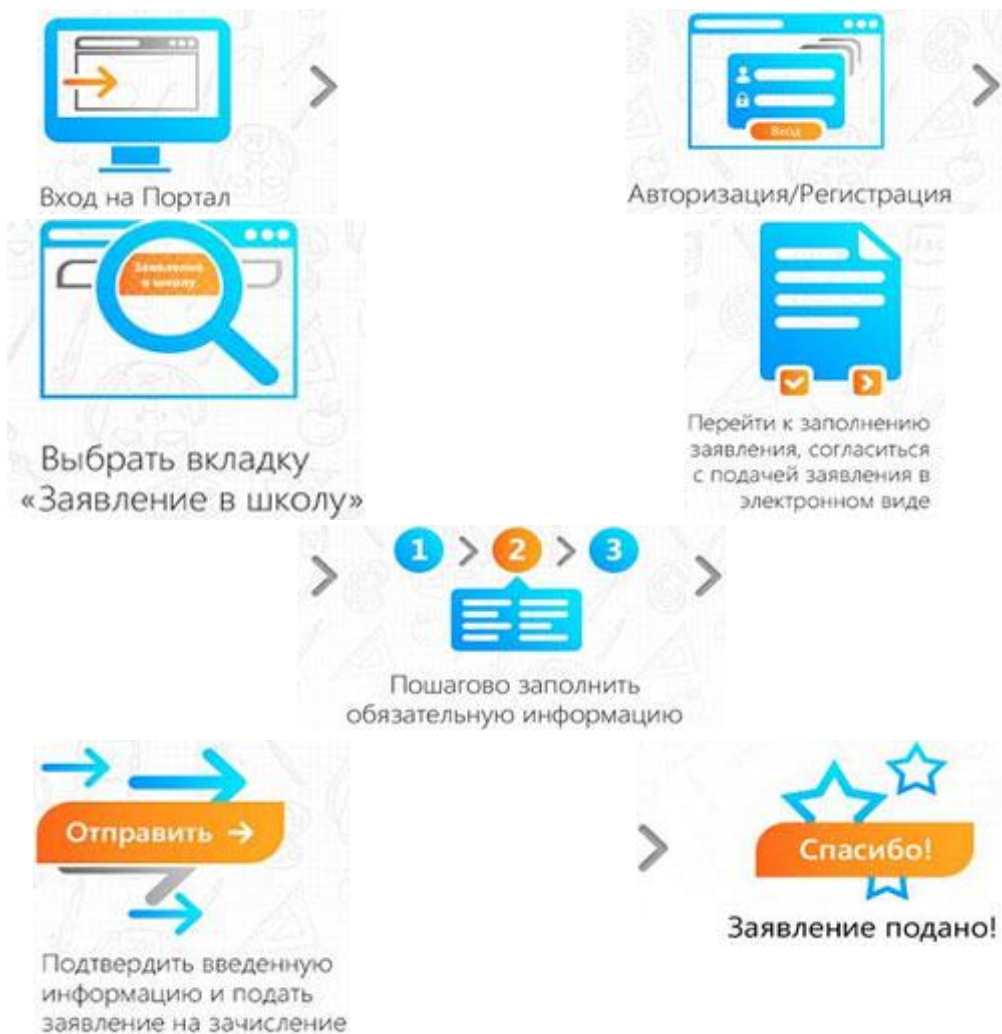 Вход на Портал
Вход
Авторизация/Регистрация
Заявление
в школу
Выбрать вкладку
«Заявление в школу»
Перейти к заполнению
заявления, согласиться
с подачей заявления в
электронном виде
1 2 3
Пошагово заполнить
обязательную информацию
Отправить →
Подтвердить введенную
информацию и подать
заявление на зачисление
Спасибо!
Заявление подано!